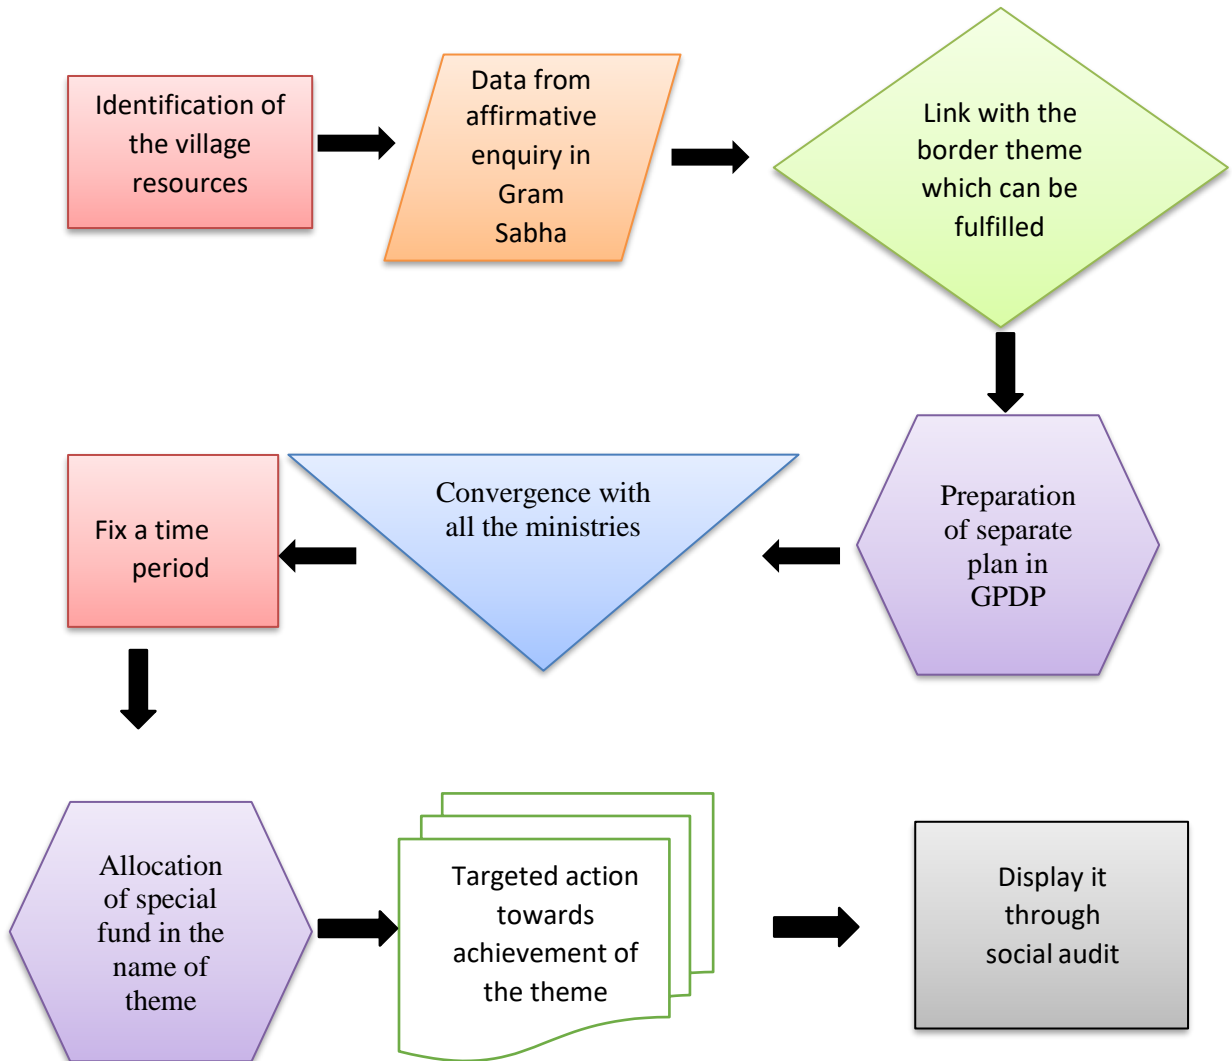 Identification of
the village
resources
Data from
affirmative
enquiry in
Gram
Sabha
Link with the
border theme
which can be
fulfilled
Preparation
of separate
plan in
GPDP
Convergence with
all the ministries
Fix a time
period
Allocation
of special
fund in the
name of
theme
Targeted action
towards
achievement of
the theme
Display it
through
social audit